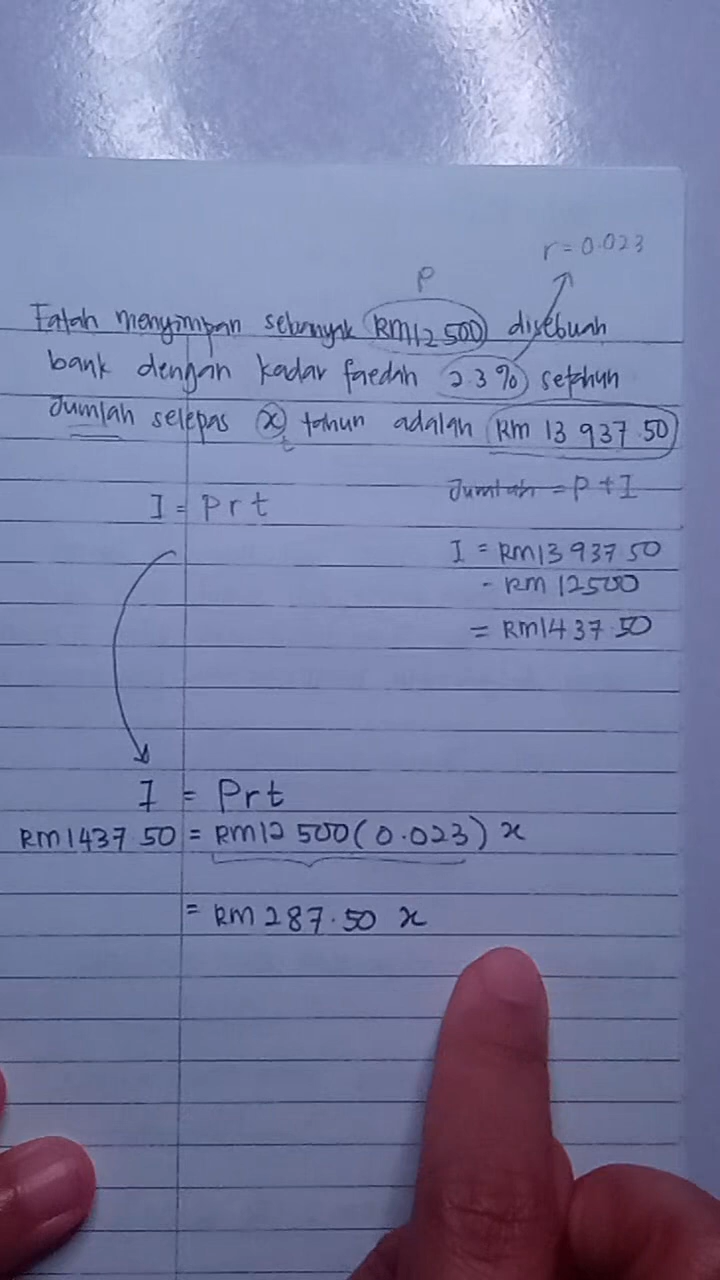 r = 0.023
P
Fatah menyimpan sebanyak RM12 500 disebuah
bank dengan kadar faedah 2.3% setahun
Jumlah selepas x tahun adalah RM 13 937.50
t
I = Prt
Jumlah = P + I
I = RM13 937.50
- RM 12500
= RM1437.50
I = Prt
RM1437.50 = RM12 500(0.023) x
= RM 287.50 x